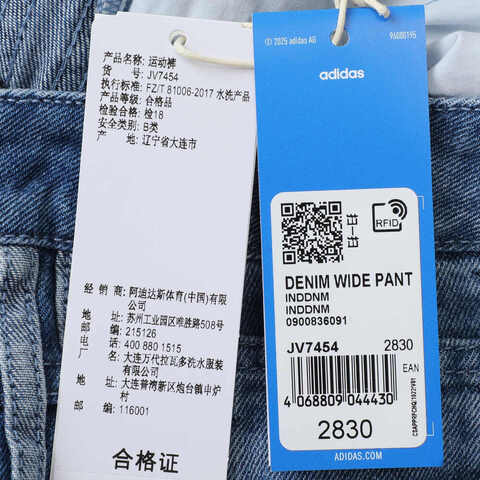 产品名称: 运动裤
货 号: JV7454
执行标准: FZ/T 81006-2017 水洗产品
产品等级: 合格品
检验合格: 检18
安全类别: B类
产 地: 辽宁省大连市
经 销 商: 阿迪达斯体育(中国)有限
公司
地址: 苏州工业园区唯胜路508号
邮编: 215126
电话: 400 880 1515
名称: 大连万代拉瓦多洗水服装
有限公司
地址: 大连普湾新区炮台镇中炉
村
邮编: 116001
合格证
© 2025 adidas AG
96000195
adidas
扫一扫
RFID
DENIM WIDE PANT
INDDNM
INDDNM
0900836091
JV7454 2830
EAN
4 068809 044430
2830
ADIDAS.COM